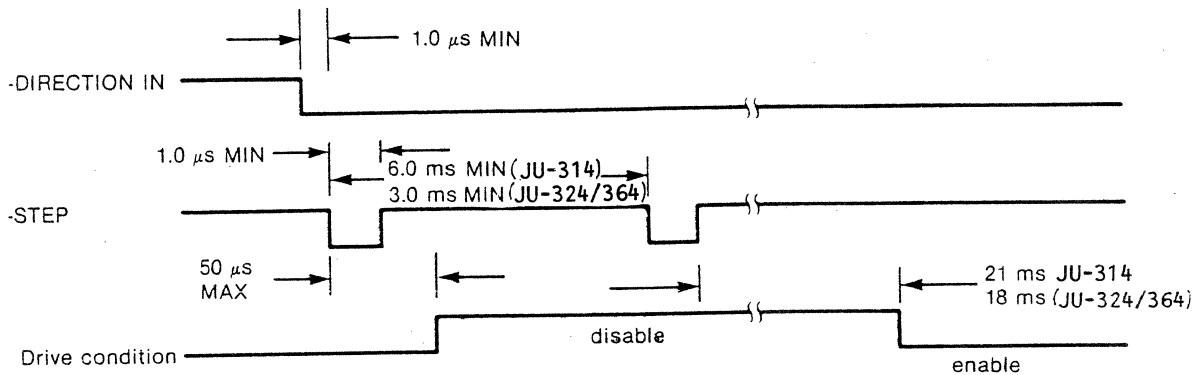 1.0 μs MIN
-DIRECTION IN
1.0 μs MIN
6.0 ms MIN (JU-314)
3.0 ms MIN (JU-324/364)
-STEP
50 μs
MAX
21 ms JU-314
18 ms (JU-324/364)
disable
Drive condition
enable